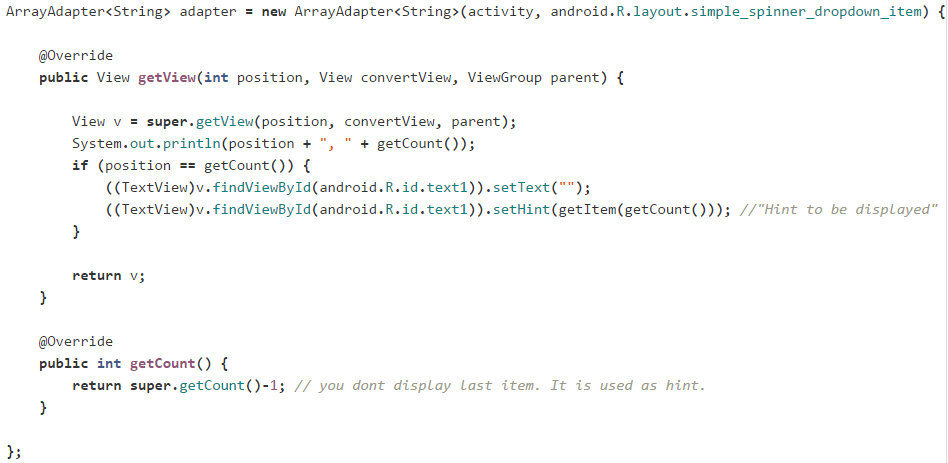 ArrayAdapter<String> adapter = new ArrayAdapter<String>(activity, android.R.layout.simple_spinner_dropdown_item) {
@Override
public View getView(int position, View convertView, ViewGroup parent) {
View v = super.getView(position, convertView, parent);
System.out.println(position + ", " + getCount());
if (position == getCount()) {
((TextView)v.findViewById(android.R.id.text1)).setText("");
((TextView)v.findViewById(android.R.id.text1)).setHint(getItem(getCount())); //"Hint to be displayed"
}
return v;
}
@Override
public int getCount() {
return super.getCount()-1; // you dont display last item. It is used as hint.
}
};